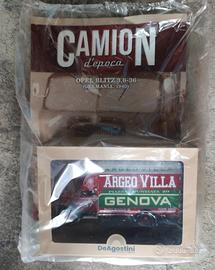 CAMION
d'epoca
OPEL BLITZ 3,6-36
(GERMANIA, 1940)
ARGEO VILLA
GENOVA
DeAgostini